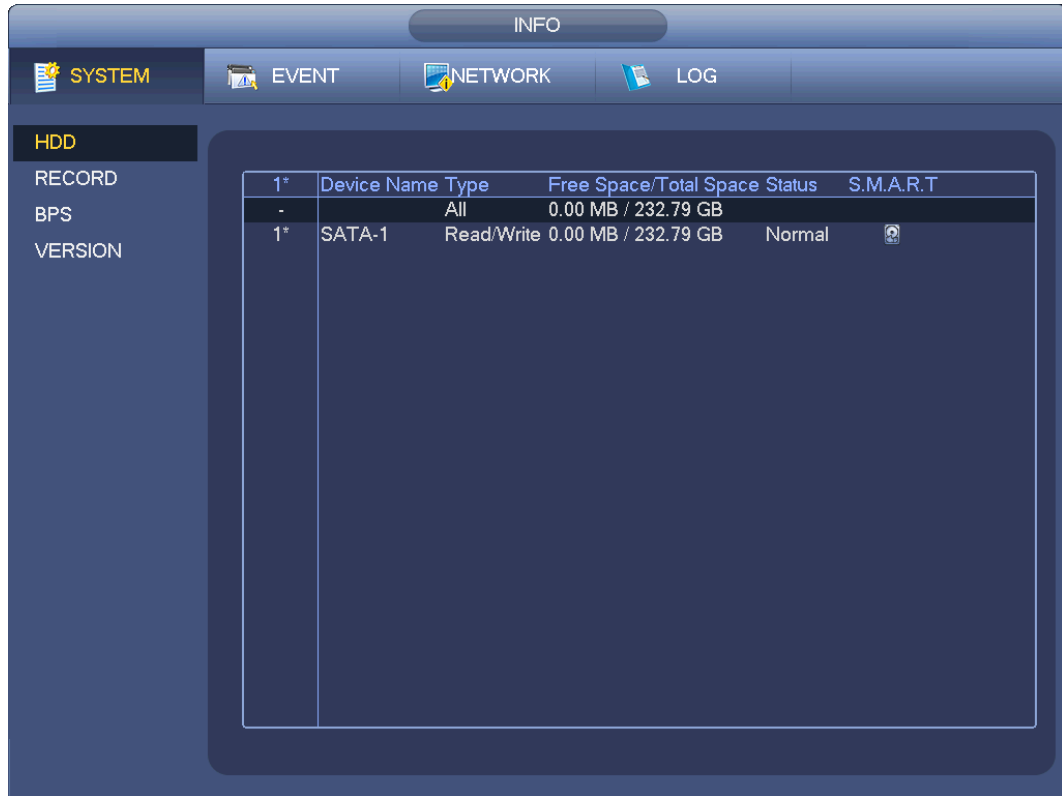 INFO
SYSTEM EVENT NETWORK LOG
HDD
RECORD
BPS
VERSION
1* Device Name Type Free Space/Total Space Status S.M.A.R.T
- All 0.00 MB / 232.79 GB
1* SATA-1 Read/Write 0.00 MB / 232.79 GB Normal